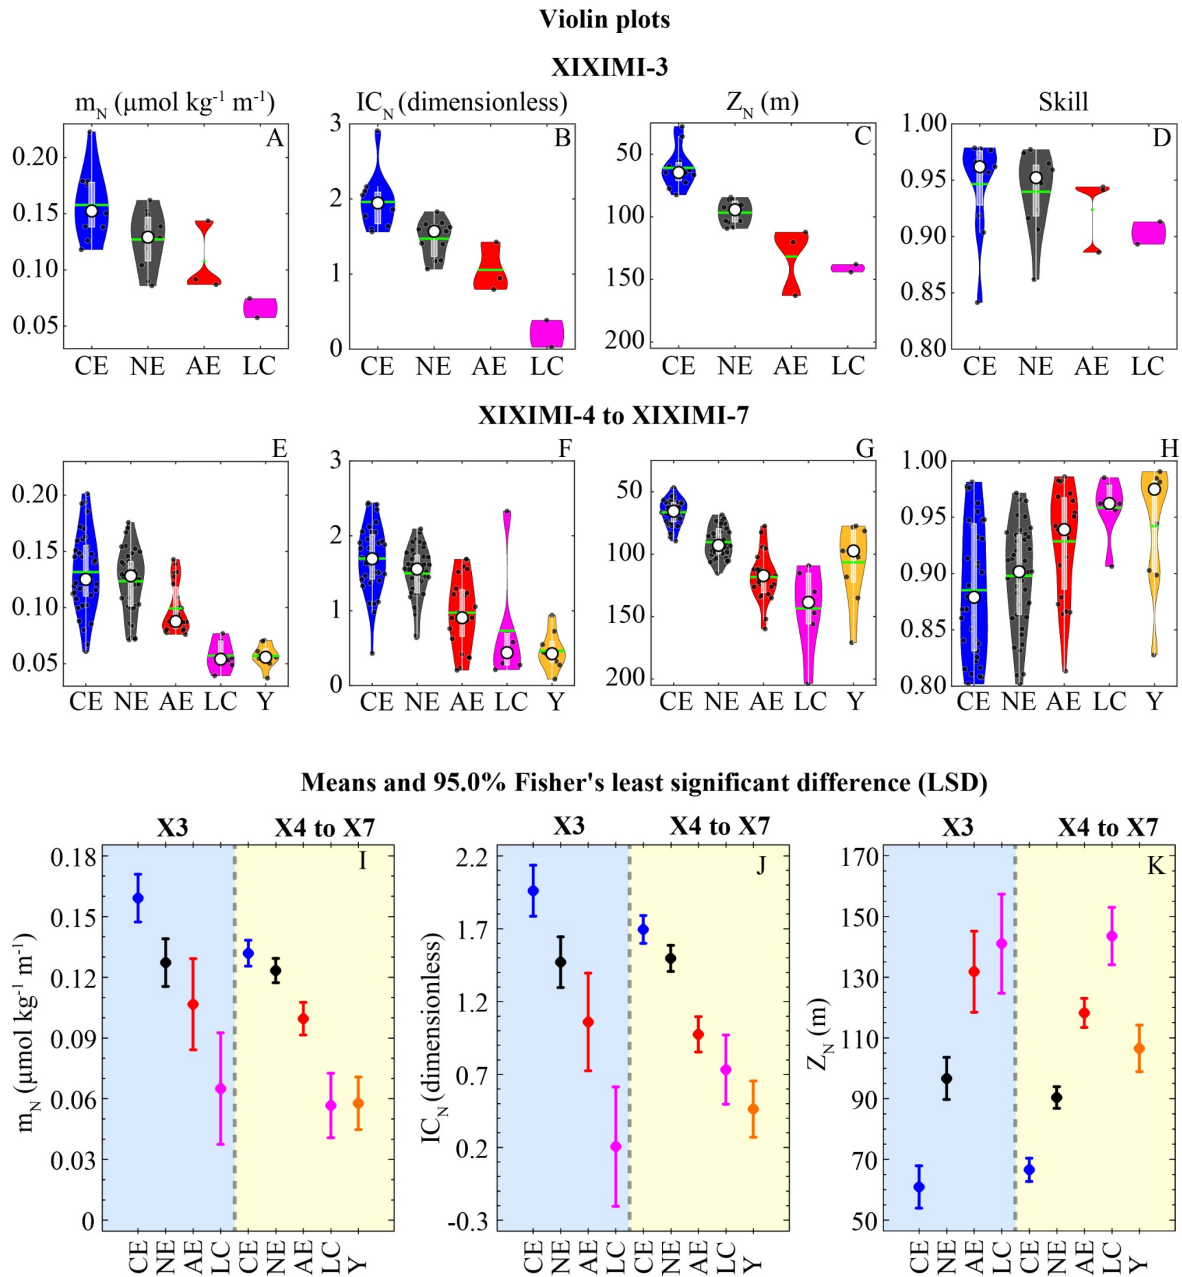 Violin plots
XIXIMI-3
m_N (μmol kg⁻¹ m⁻¹) IC_N (dimensionless) Z_N (m) Skill
A
0.20
0.15
0.10
0.05
CE NE AE LC
B
3
2
1
0
CE NE AE LC
C
50
100
150
200
CE NE AE LC
D
1.00
0.95
0.90
0.85
0.80
CE NE AE LC
XIXIMI-4 to XIXIMI-7
E
0.20
0.15
0.10
0.05
CE NE AE LC Y
F
3
2
1
0
CE NE AE LC Y
G
50
100
150
200
CE NE AE LC Y
H
1.00
0.95
0.90
0.85
0.80
CE NE AE LC Y
Means and 95.0% Fisher's least significant difference (LSD)
X3 X4 to X7
I
m_N (μmol kg⁻¹ m⁻¹)
0.18
0.15
0.12
0.09
0.06
0.03
0
CE NE AE LC CE NE AE LC Y
X3 X4 to X7
J
IC_N (dimensionless)
2.2
1.7
1.2
0.7
0.2
-0.3
CE NE AE LC CE NE AE LC Y
X3 X4 to X7
K
Z_N (m)
170
150
130
110
90
70
50
CE NE AE LC CE NE AE LC Y